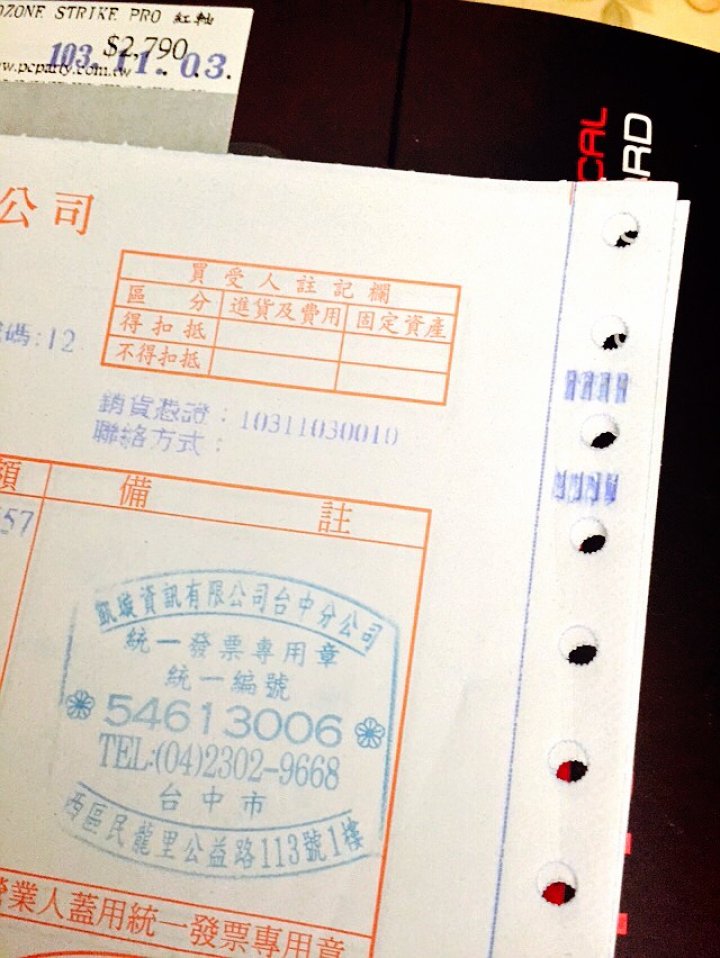 OZONE STRIKE PRO 紅軸
$2,790
103.11.03.
w.pcparty.com.tw
CAL
ARD
公司
買受人註記欄
區分 進貨及費用 固定資產
得扣抵
不得扣抵
碼:12
銷貨憑證:10311030010
聯絡方式:
額 備註
57
凱璇資訊有限公司台中分公司
統一發票專用章
統一編號
54613006
TEL:(04)2302-9668
台中市
西區民龍里公益路113號1樓
營業人蓋用統一發票專用章